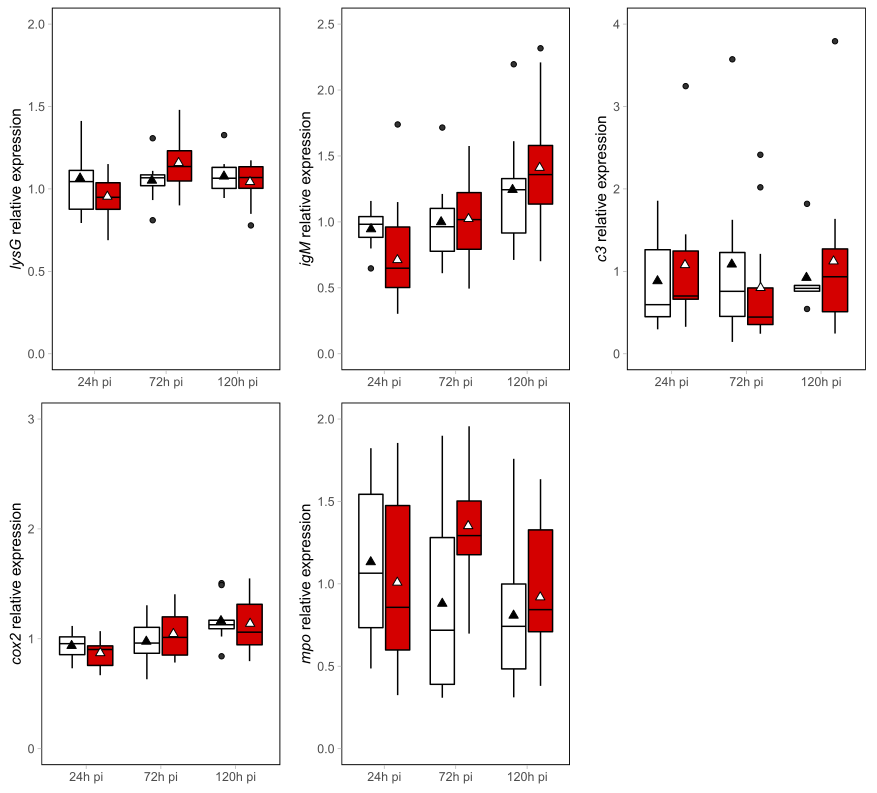 lysG relative expression
2.0
1.5
1.0
0.5
0.0
24h pi 72h pi 120h pi
igM relative expression
2.5
2.0
1.5
1.0
0.5
0.0
24h pi 72h pi 120h pi
c3 relative expression
4
3
2
1
0
24h pi 72h pi 120h pi
cox2 relative expression
3
2
1
0
24h pi 72h pi 120h pi
mpo relative expression
2.0
1.5
1.0
0.5
0.0
24h pi 72h pi 120h pi